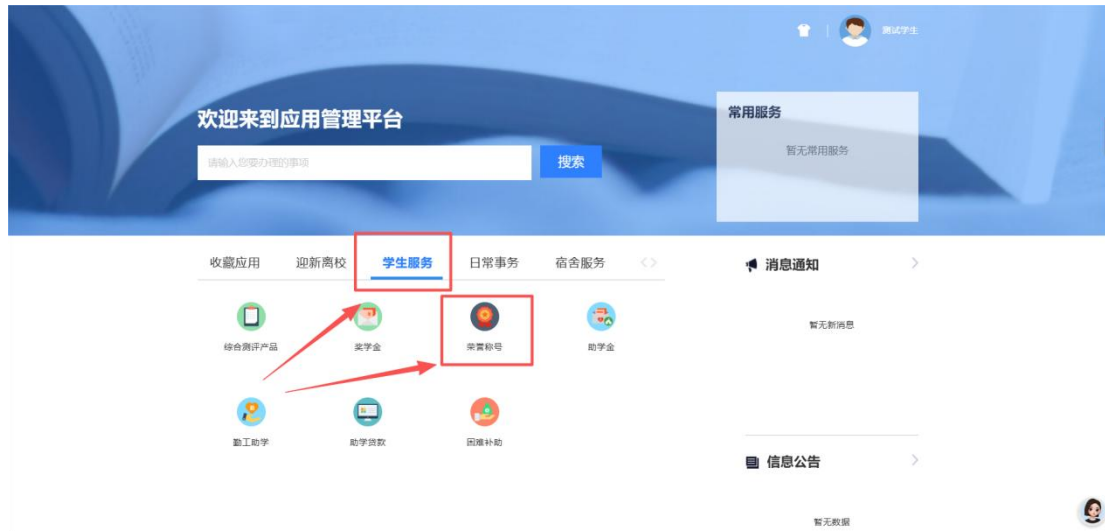 测试学生
欢迎来到应用管理平台
请输入您要办理的事项
搜索
常用服务
暂无常用服务
收藏应用 迎新离校 学生服务 日常事务 宿舍服务
综合测评产品 奖学金 荣誉称号 助学金
勤工助学 助学贷款 困难补助
消息通知
暂无新消息
信息公告
暂无数据